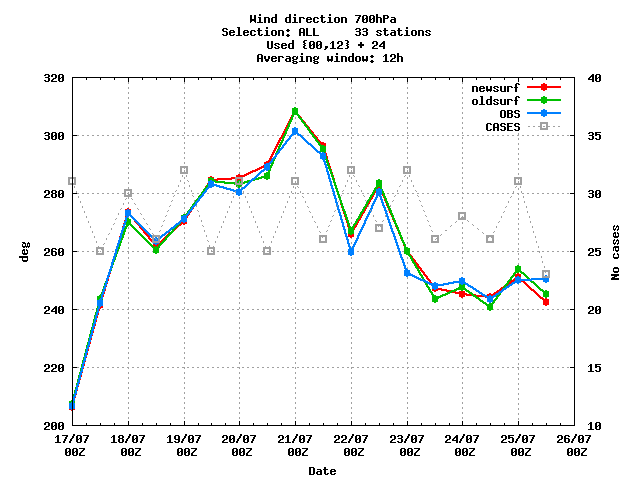 Wind direction 700hPa
Selection: ALL 33 stations
Used {00,12} + 24
Averaging window: 12h
320 40
newsurf
oldsurf
OBS
CASES
300 35
280 30
deg
260 25
No cases
240 20
220 15
200 10
17/07 18/07 19/07 20/07 21/07 22/07 23/07 24/07 25/07 26/07
00Z 00Z 00Z 00Z 00Z 00Z 00Z 00Z 00Z 00Z
Date